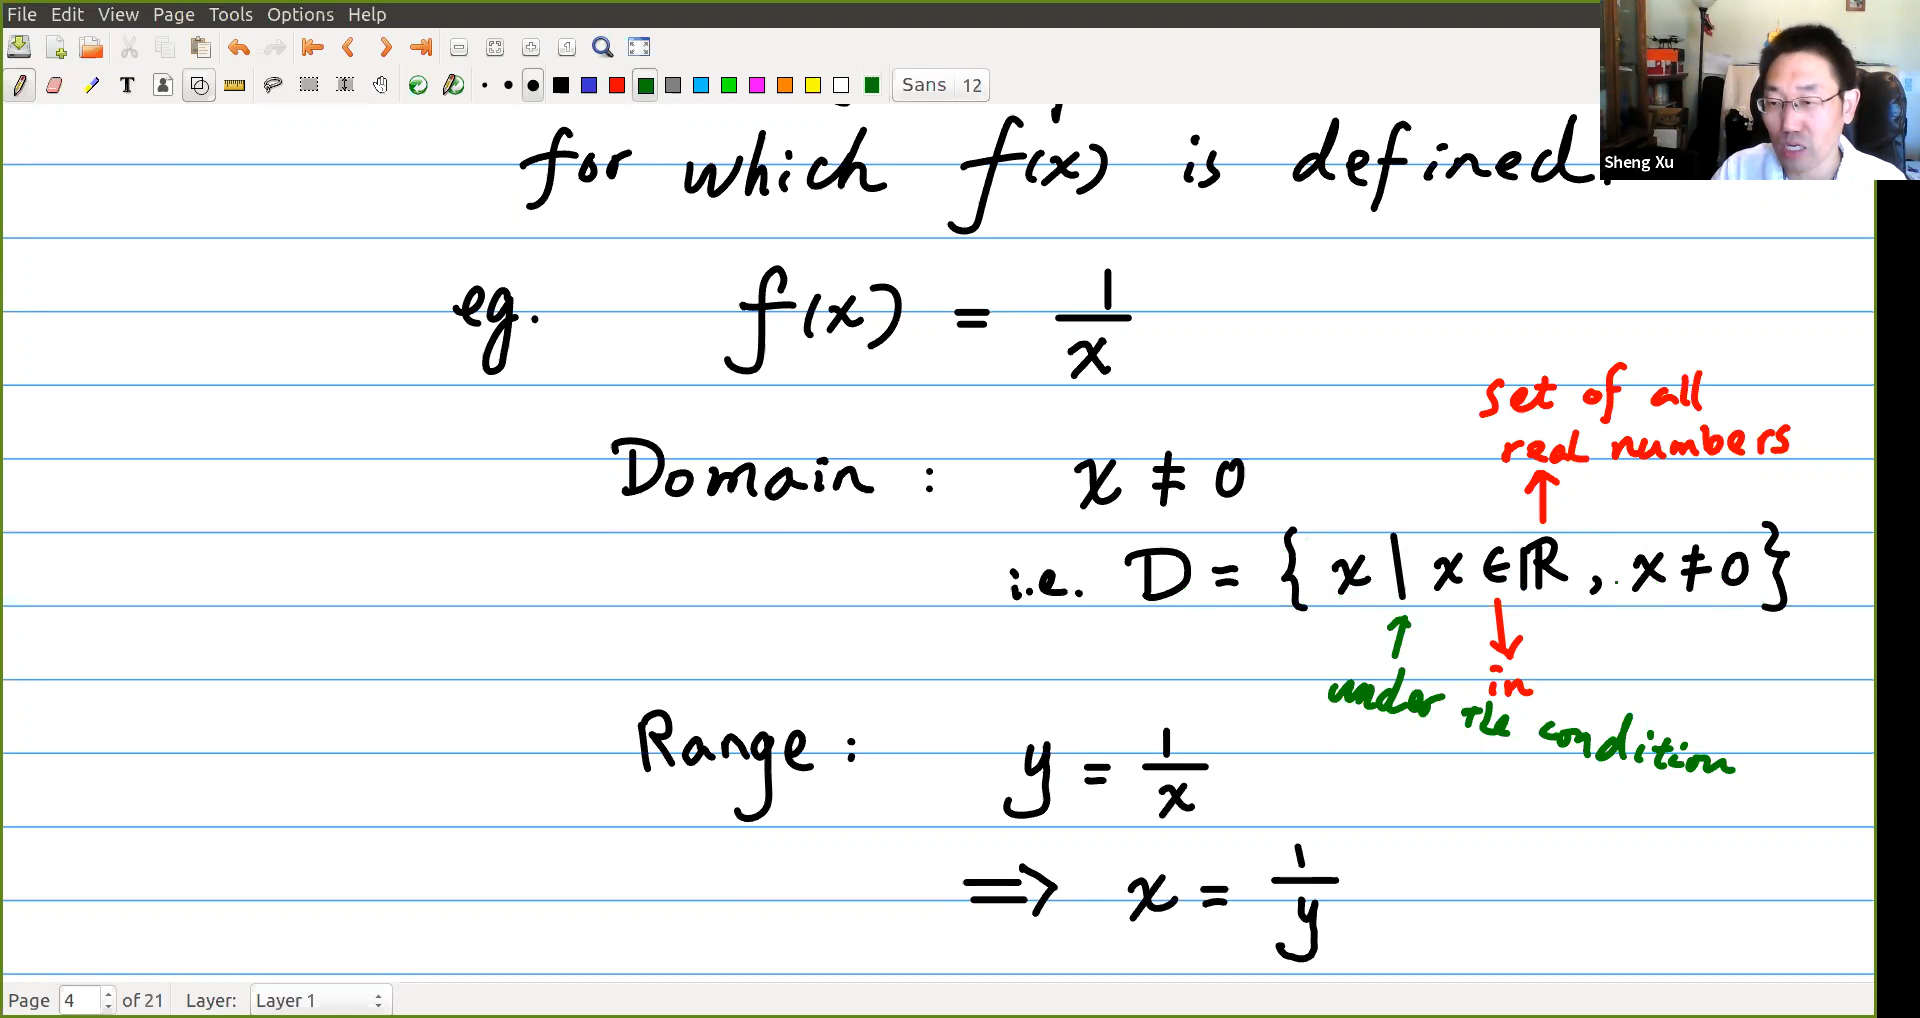 File Edit View Page Tools Options Help
Sans 12
Sheng Xu
for which f(x) is defined.
eg. f(x) = 1/x
set of all
real numbers
Domain : x ≠ 0
i.e. D = { x | x ∈ ℝ , x ≠ 0 }
in
under the condition
Range : y = 1/x
⟹ x = 1/y
Page 4 of 21 Layer: Layer 1